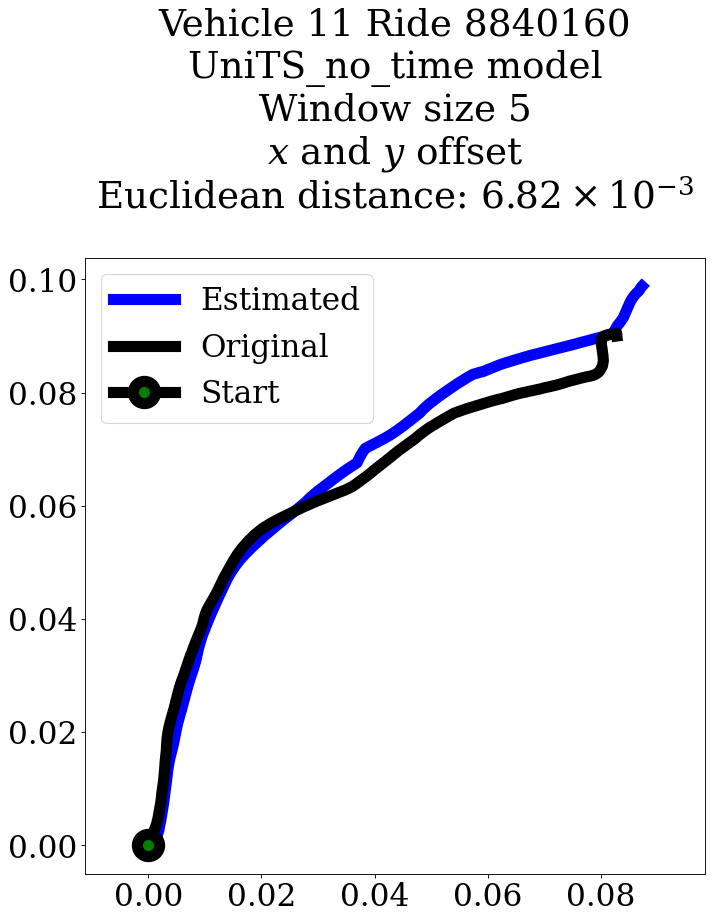 Vehicle 11 Ride 8840160
UniTS_no_time model
Window size 5
x and y offset
Euclidean distance: 6.82 × 10⁻³
Estimated
Original
Start
0.10
0.08
0.06
0.04
0.02
0.00
0.00 0.02 0.04 0.06 0.08